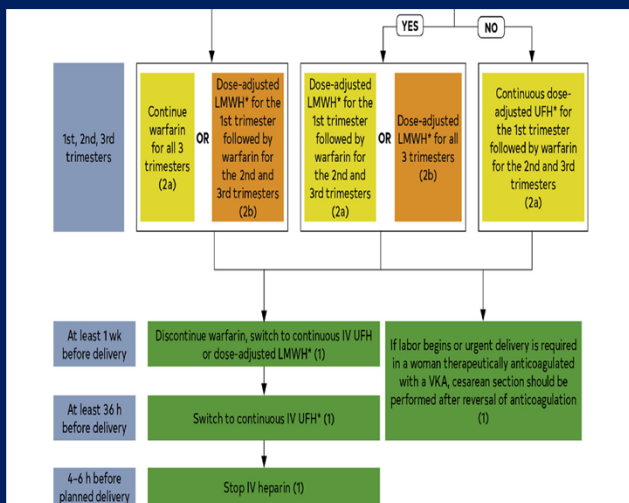 YES
NO
1st, 2nd, 3rd
trimesters
Continue
warfarin
for all 3
trimesters
(2a)
OR
Dose-adjusted
LMWH* for the
1st trimester
followed by
warfarin for
the 2nd and
3rd trimesters
(2b)
Dose-adjusted
LMWH* for the
1st trimester
followed by
warfarin for
the 2nd and
3rd trimesters
(2a)
OR
Dose-adjusted
LMWH* for all
3 trimesters
(2b)
Continuous dose-
adjusted UFH* for
the 1st trimester
followed by warfarin
for the 2nd and 3rd
trimesters
(2a)
At least 1 wk
before delivery
Discontinue warfarin, switch to continuous IV UFH
or dose-adjusted LMWH* (1)
If labor begins or urgent delivery is required
in a woman therapeutically anticoagulated
with a VKA, cesarean section should be
performed after reversal of anticoagulation
(1)
At least 36 h
before delivery
Switch to continuous IV UFH* (1)
4-6 h before
planned delivery
Stop IV heparin (1)